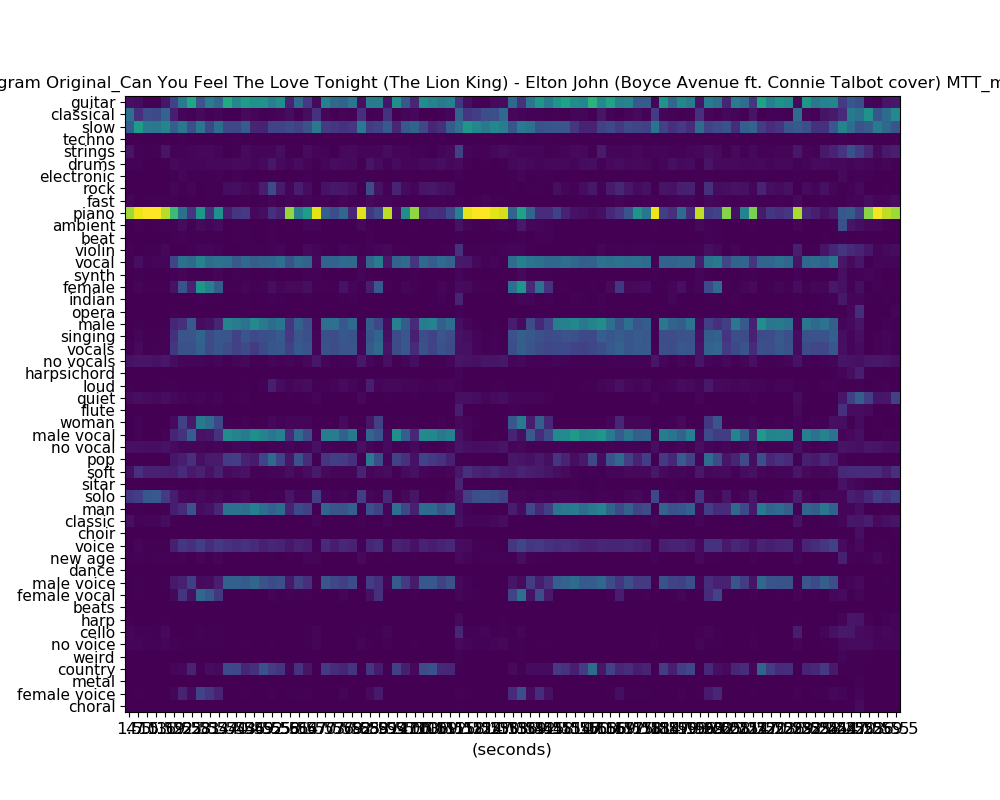 gram Original_Can You Feel The Love Tonight (The Lion King) - Elton John (Boyce Avenue ft. Connie Talbot cover) MTT_m
guitar
classical
slow
techno
strings
drums
electronic
rock
fast
piano
ambient
beat
violin
vocal
synth
female
indian
opera
male
singing
vocals
no vocals
harpsichord
loud
quiet
flute
woman
male vocal
no vocal
pop
soft
sitar
solo
man
classic
choir
voice
new age
dance
male voice
female vocal
beats
harp
cello
no voice
weird
country
metal
female voice
choral
(seconds)